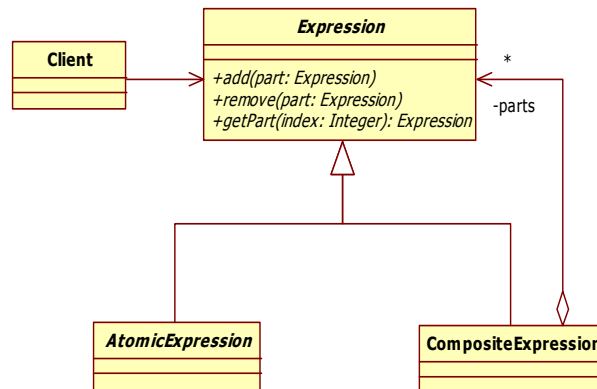 Expression
Client
+add(part: Expression)
+remove(part: Expression)
+getPart(index: Integer): Expression
*
-parts
AtomicExpression
CompositeExpression